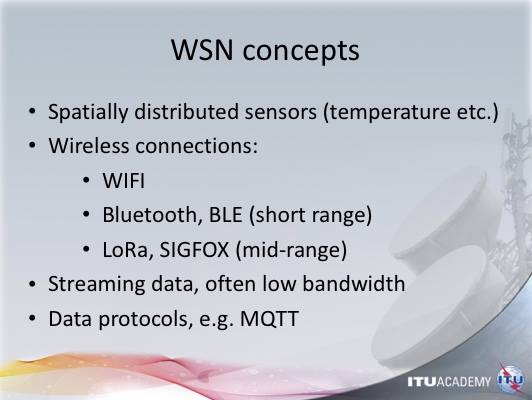 WSN concepts
• Spatially distributed sensors (temperature etc.)
• Wireless connections:
• WIFI
• Bluetooth, BLE (short range)
• LoRa, SIGFOX (mid-range)
• Streaming data, often low bandwidth
• Data protocols, e.g. MQTT
ITUACADEMY ITU